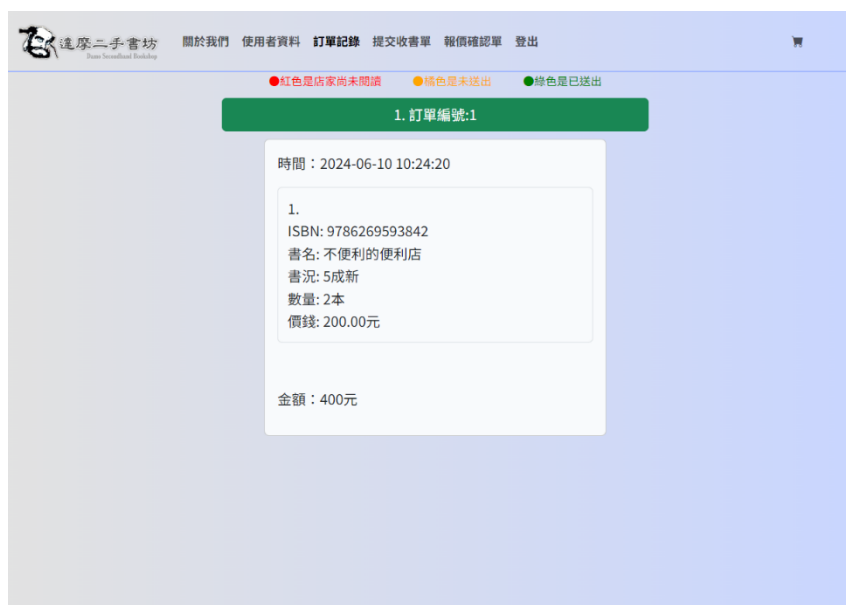 達摩二手書坊
關於我們 使用者資料 訂單記錄 提交收書單 報價確認單 登出
●紅色是店家尚未閱讀 ●橘色是未送出 ●綠色是已送出
1. 訂單編號:1
時間：2024-06-10 10:24:20
1.
ISBN: 9786269593842
書名: 不便利的便利店
書況: 5成新
數量: 2本
價錢: 200.00元
金額：400元